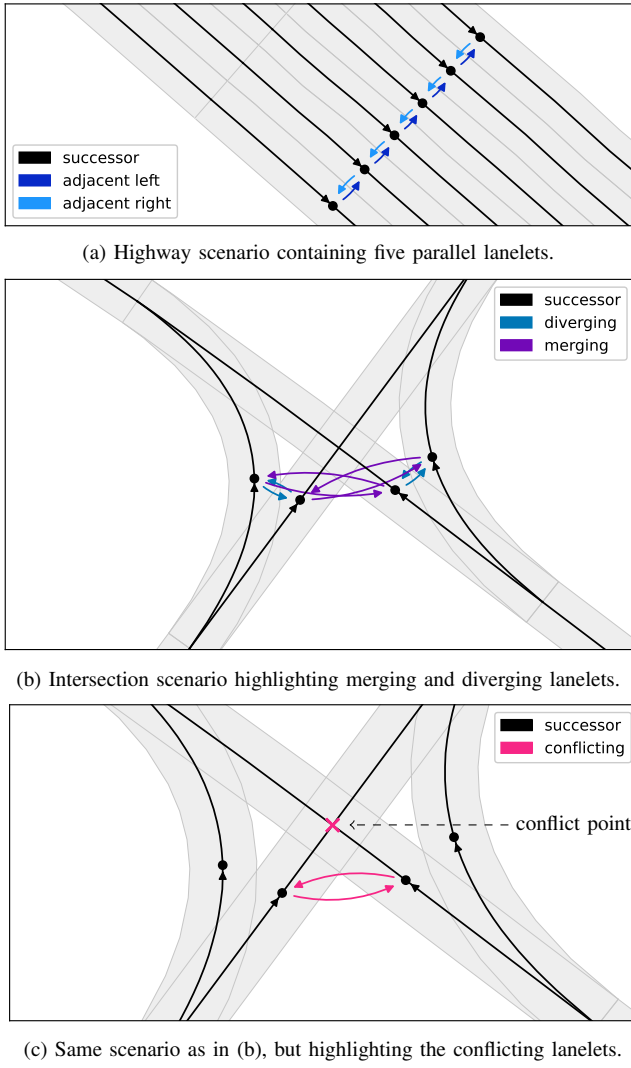 successor
adjacent left
adjacent right
(a) Highway scenario containing five parallel lanelets.
successor
diverging
merging
(b) Intersection scenario highlighting merging and diverging lanelets.
successor
conflicting
conflict point
(c) Same scenario as in (b), but highlighting the conflicting lanelets.